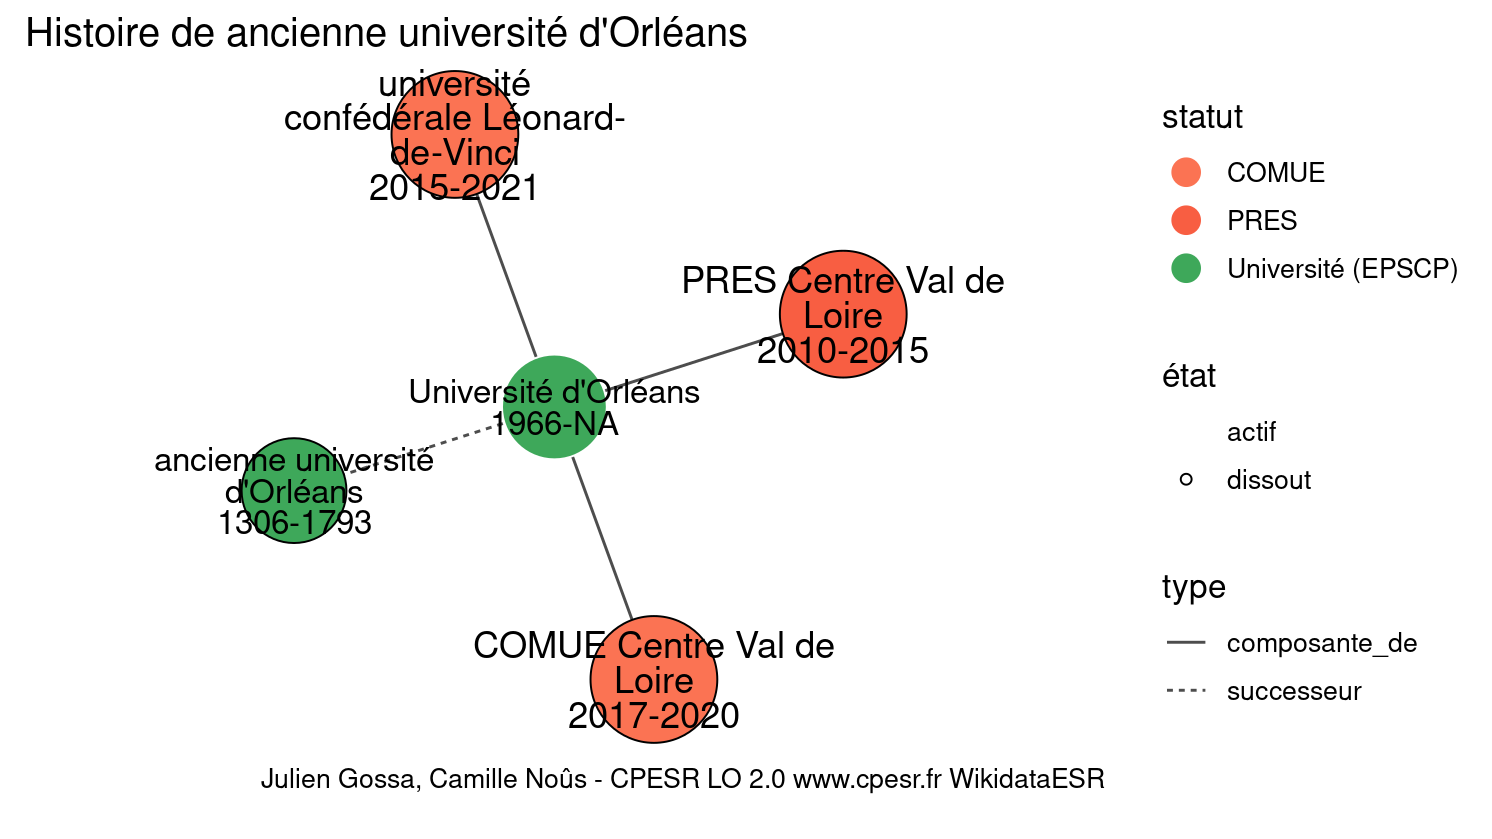 Histoire de ancienne université d'Orléans
université
confédérale Léonard-
de-Vinci
2015-2021
PRES Centre Val de
Loire
2010-2015
Université d'Orléans
1966-NA
ancienne université
d'Orléans
1306-1793
COMUE Centre Val de
Loire
2017-2020
statut
COMUE
PRES
Université (EPSCP)
état
actif
dissout
type
composante_de
successeur
Julien Gossa, Camille Noûs - CPESR LO 2.0 www.cpesr.fr WikidataESR